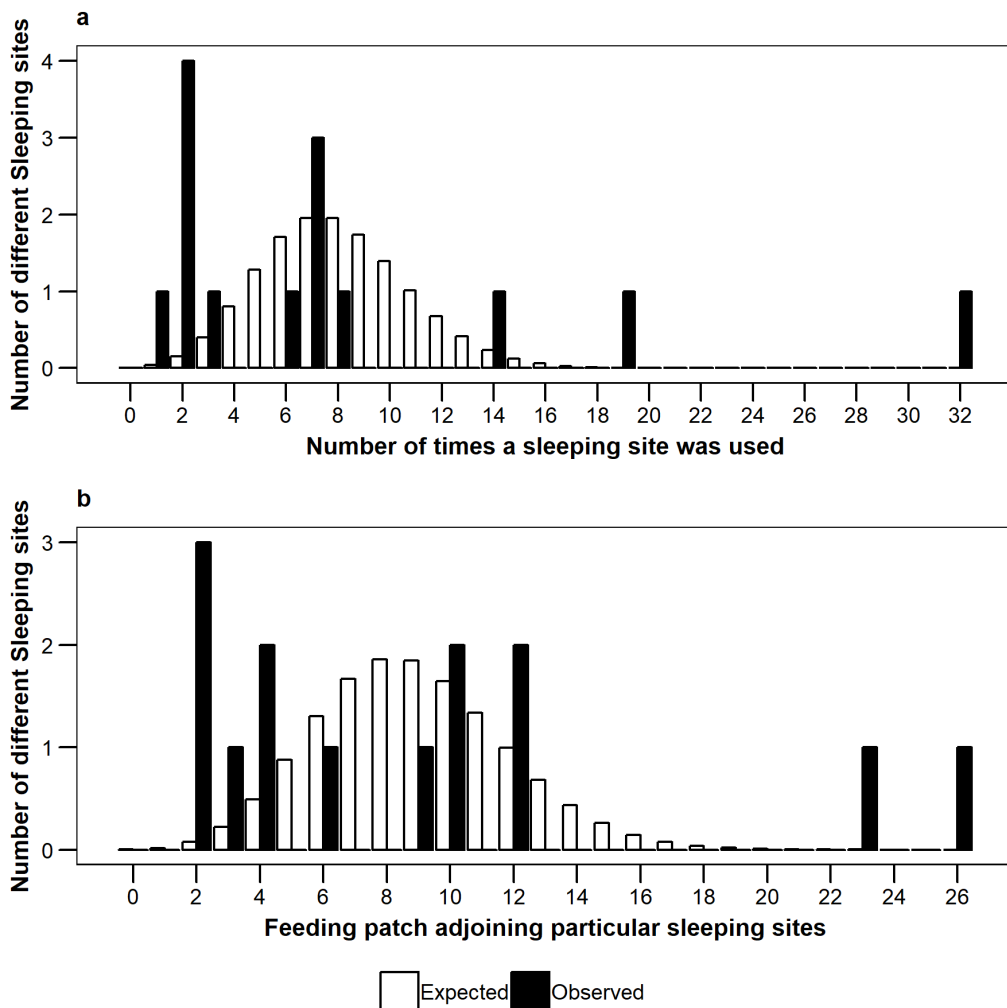 a
Number of different Sleeping sites
4
3
2
1
0
0 2 4 6 8 10 12 14 16 18 20 22 24 26 28 30 32
Number of times a sleeping site was used
b
Number of different Sleeping sites
3
2
1
0
0 2 4 6 8 10 12 14 16 18 20 22 24 26
Feeding patch adjoining particular sleeping sites
Expected Observed